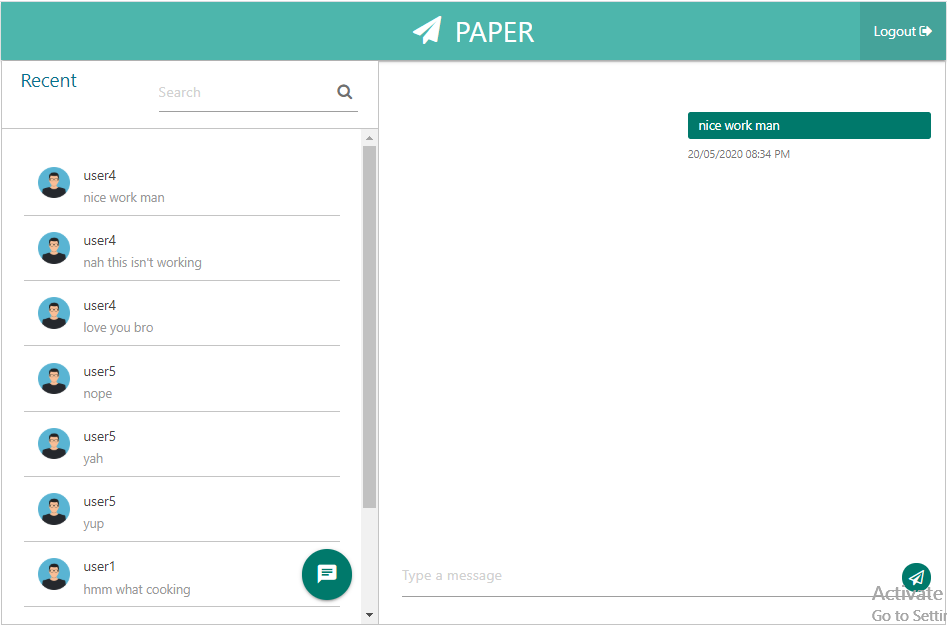 PAPER
Logout
Recent
Search
nice work man
20/05/2020 08:34 PM
user4
nice work man
user4
nah this isn't working
user4
love you bro
user5
nope
user5
yah
user5
yup
user1
hmm what cooking
Type a message
Activate
Go to Settin